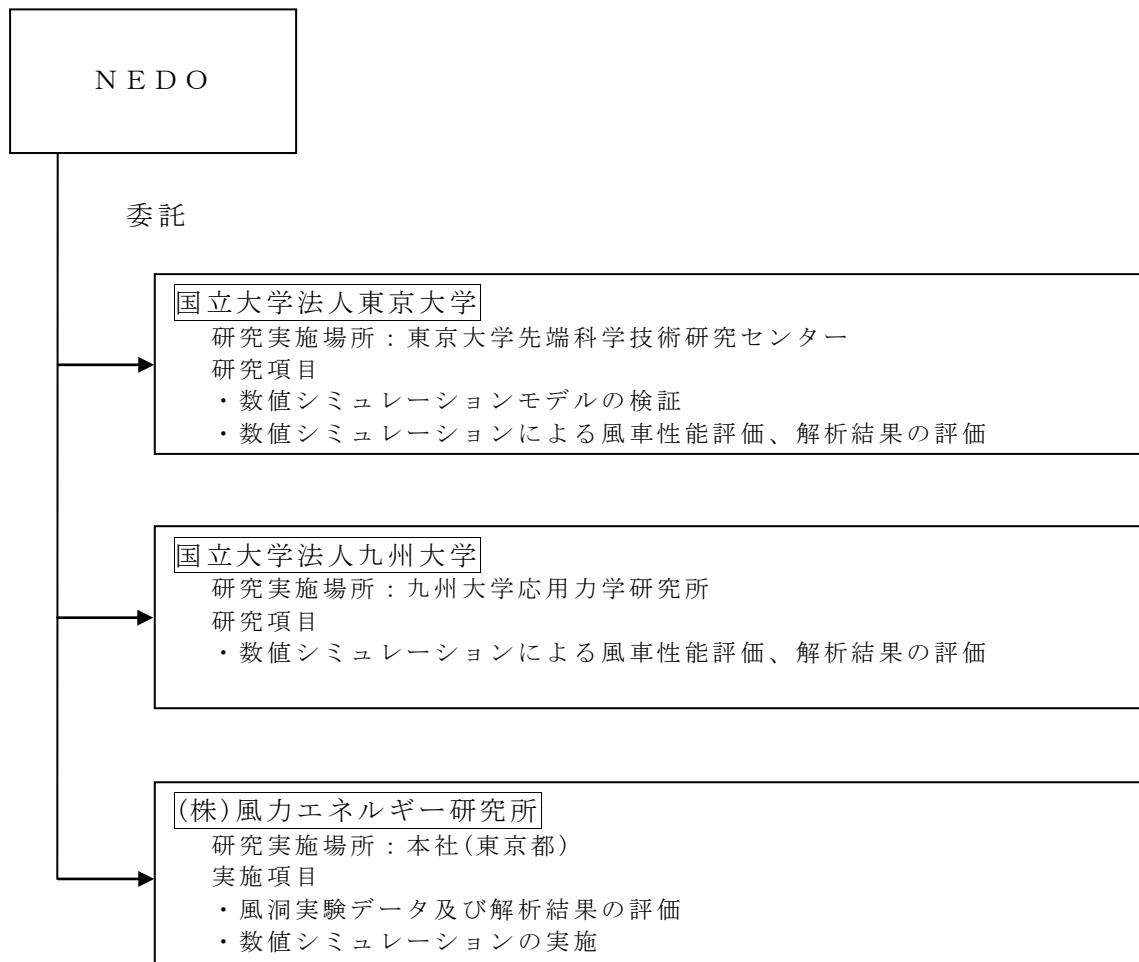 NEDO
委託
国立大学法人東京大学
研究実施場所：東京大学先端科学技術研究センター
研究項目
・数値シミュレーションモデルの検証
・数値シミュレーションによる風車性能評価、解析結果の評価
国立大学法人九州大学
研究実施場所：九州大学応用力学研究所
研究項目
・数値シミュレーションによる風車性能評価、解析結果の評価
(株)風力エネルギー研究所
研究実施場所：本社(東京都)
実施項目
・風洞実験データ及び解析結果の評価
・数値シミュレーションの実施